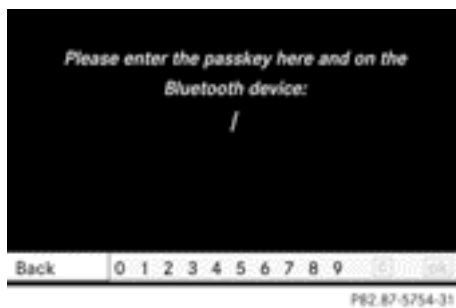 Please enter the passkey here and on the
Bluetooth device:
Back 0 1 2 3 4 5 6 7 8 9 c ok
P82.87-5754-31